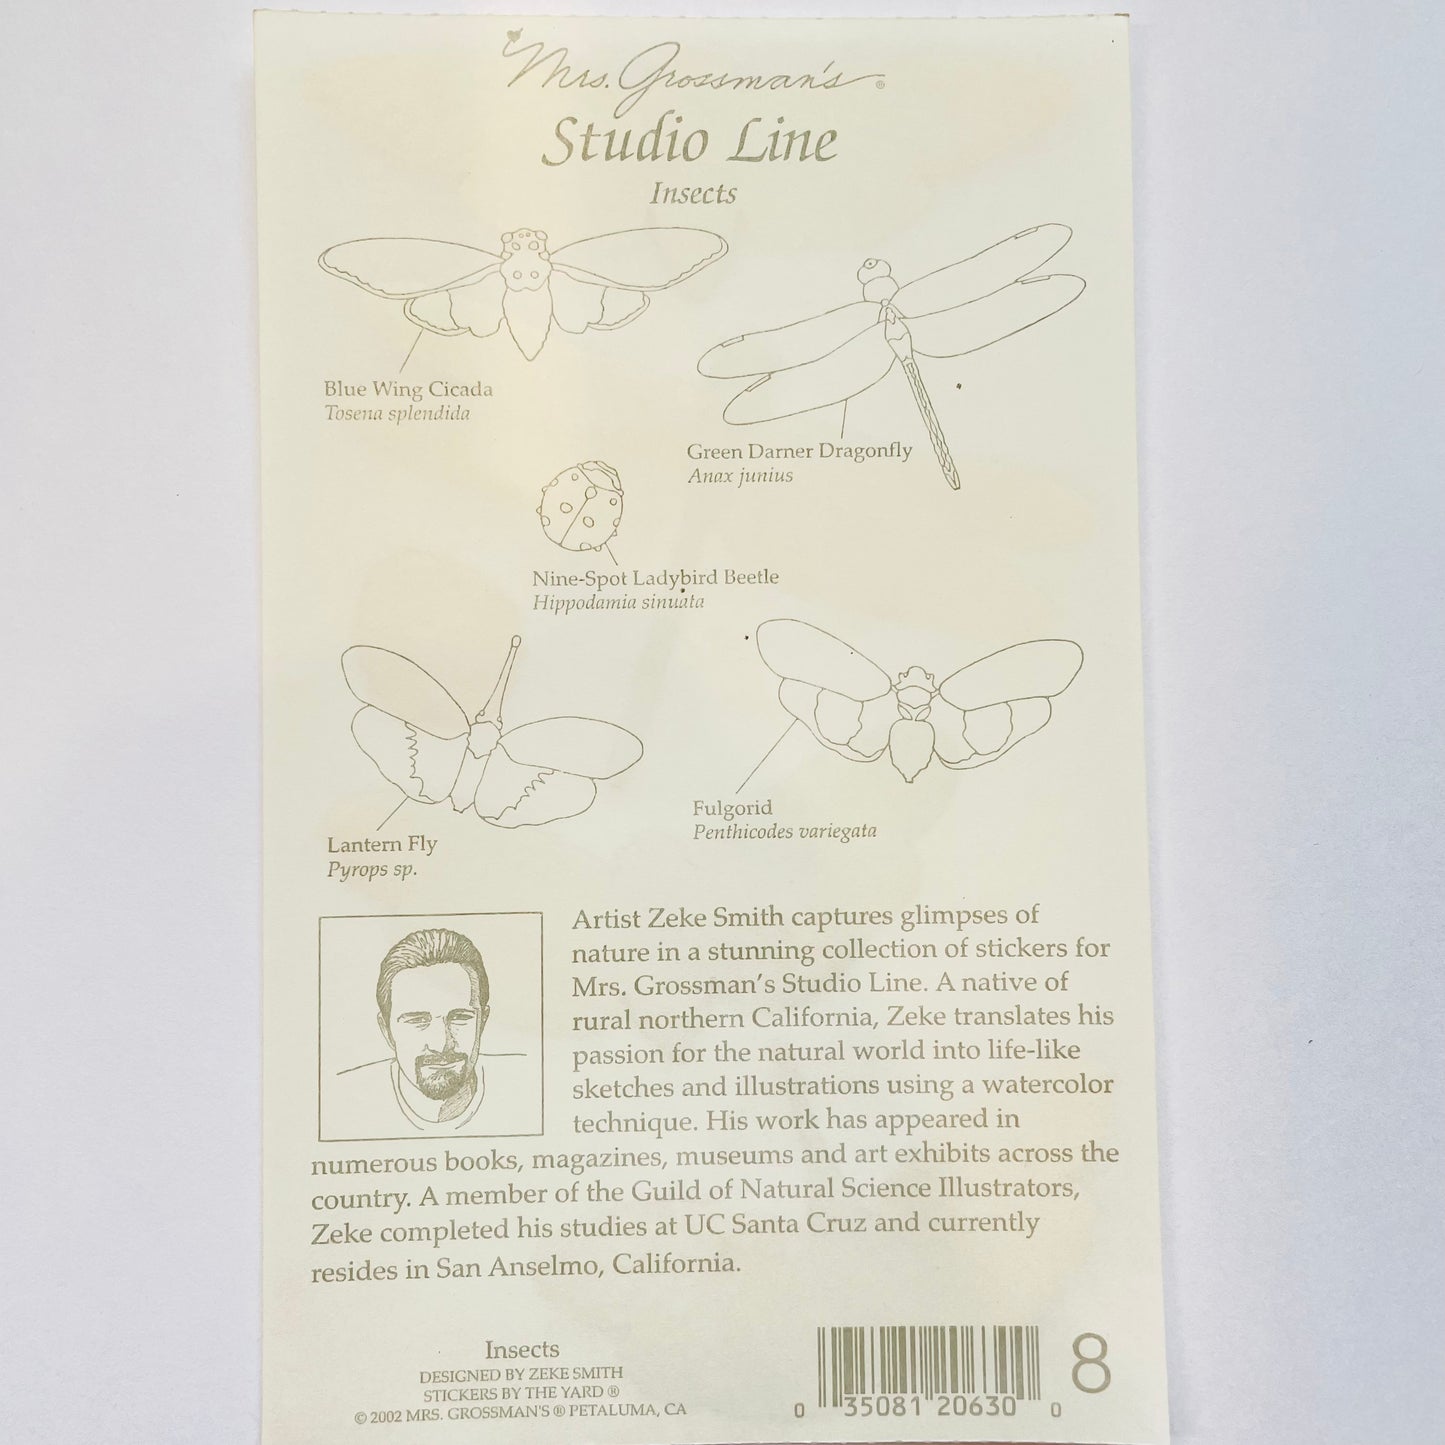 Mrs. Grossman's®
Studio Line
Insects
Blue Wing Cicada
Tosena splendida
Green Darner Dragonfly
Anax junius
Nine-Spot Ladybird Beetle
Hippodamia sinuata
Lantern Fly
Pyrops sp.
Fulgorid
Penthicodes variegata
Artist Zeke Smith captures glimpses of
nature in a stunning collection of stickers for
Mrs. Grossman's Studio Line. A native of
rural northern California, Zeke translates his
passion for the natural world into life-like
sketches and illustrations using a watercolor
technique. His work has appeared in
numerous books, magazines, museums and art exhibits across the
country. A member of the Guild of Natural Science Illustrators,
Zeke completed his studies at UC Santa Cruz and currently
resides in San Anselmo, California.
Insects
DESIGNED BY ZEKE SMITH
STICKERS BY THE YARD ®
© 2002 MRS. GROSSMAN'S ® PETALUMA, CA
0 35081 20630 0
8